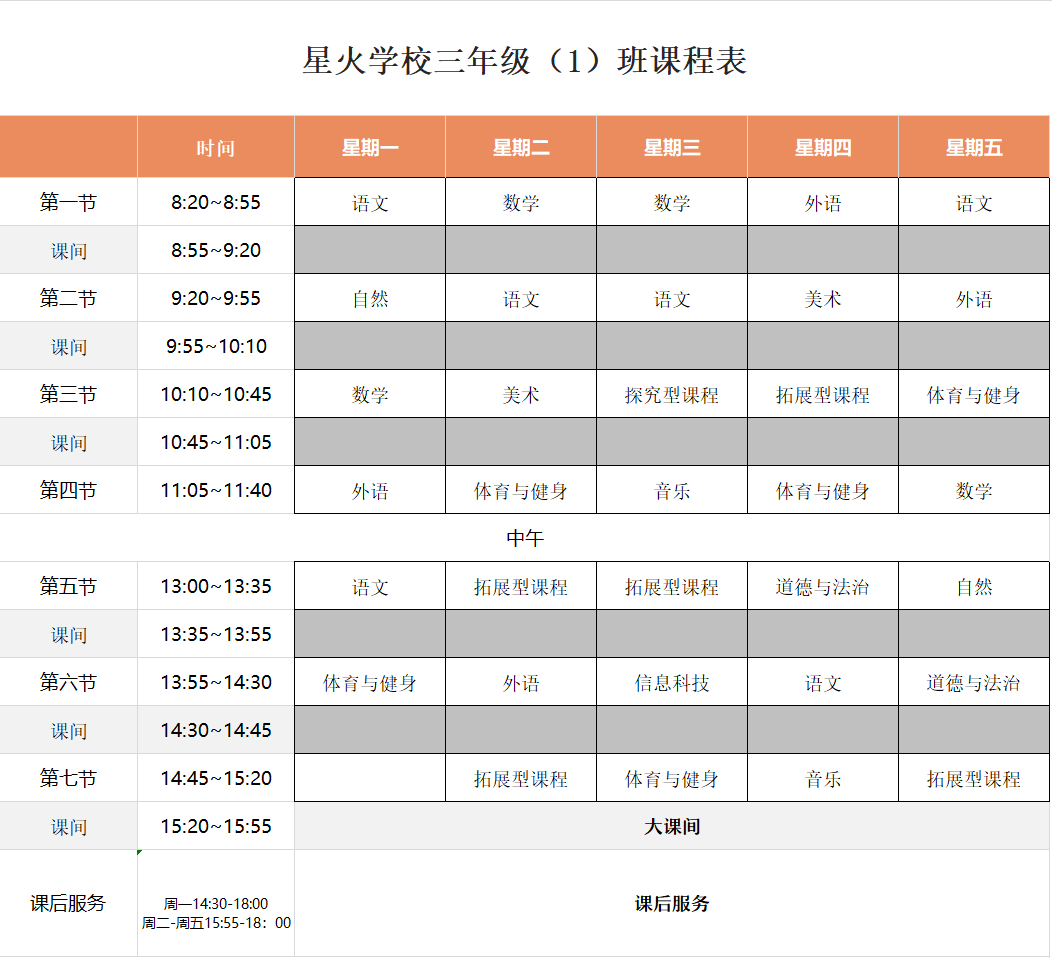 星火学校三年级（1）班课程表
时间 星期一 星期二 星期三 星期四 星期五
第一节 8:20~8:55 语文 数学 数学 外语 语文
课间 8:55~9:20
第二节 9:20~9:55 自然 语文 语文 美术 外语
课间 9:55~10:10
第三节 10:10~10:45 数学 美术 探究型课程 拓展型课程 体育与健身
课间 10:45~11:05
第四节 11:05~11:40 外语 体育与健身 音乐 体育与健身 数学
中午
第五节 13:00~13:35 语文 拓展型课程 拓展型课程 道德与法治 自然
课间 13:35~13:55
第六节 13:55~14:30 体育与健身 外语 信息科技 语文 道德与法治
课间 14:30~14:45
第七节 14:45~15:20 拓展型课程 体育与健身 音乐 拓展型课程
课间 15:20~15:55 大课间
课后服务 周一14:30-18:00 课后服务
周二-周五15:55-18：00